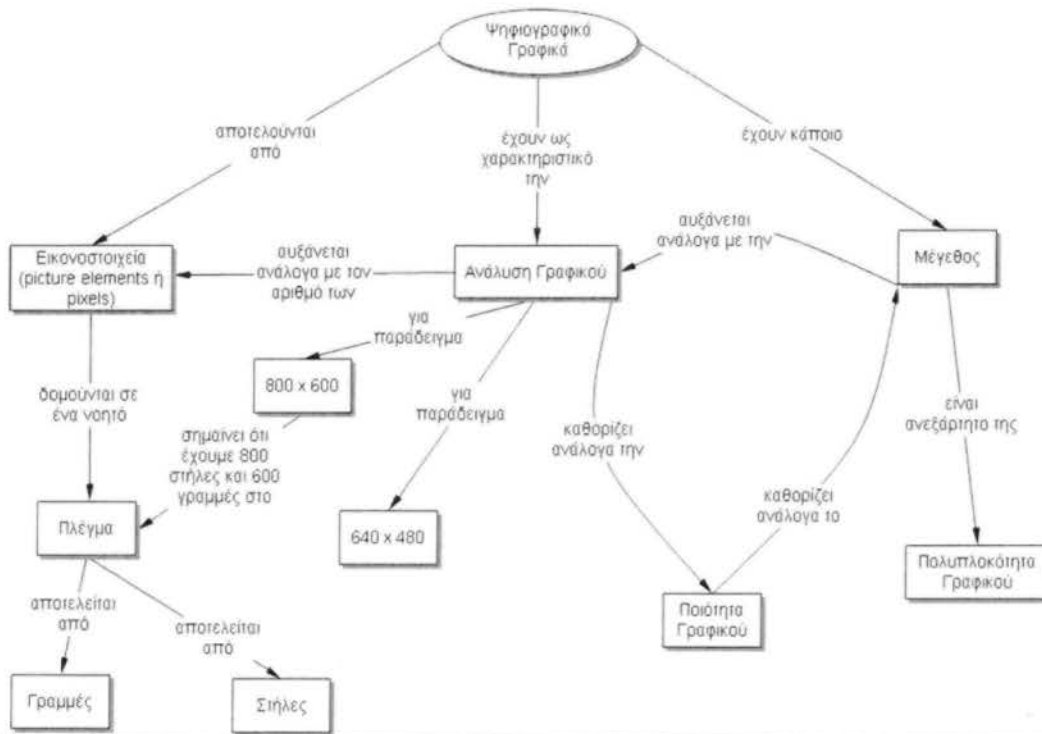 Ψηφιογραφικά
Γραφικά
αποτελούνται
από
έχουν ως
χαρακτηριστικό
την
έχουν κάποιο
Εικονοστοιχεία
(picture elements ή
pixels)
αυξάνεται
ανάλογα με τον
αριθμό των
Ανάλυση Γραφικού
αυξάνεται
ανάλογα με την
Μέγεθος
για
παράδειγμα
800 x 600
δομούνται σε
ένα νοητό
για
παράδειγμα
είναι
ανεξάρτητο της
σημαίνει ότι
έχουμε 800
στήλες και 600
γραμμές στο
καθορίζει
ανάλογα την
καθορίζει
ανάλογα το
Πλέγμα
640 x 480
Πολυπλοκότητα
Γραφικού
Ποιότητα
Γραφικού
αποτελείται
από
αποτελείται
από
Γραμμές
Στήλες